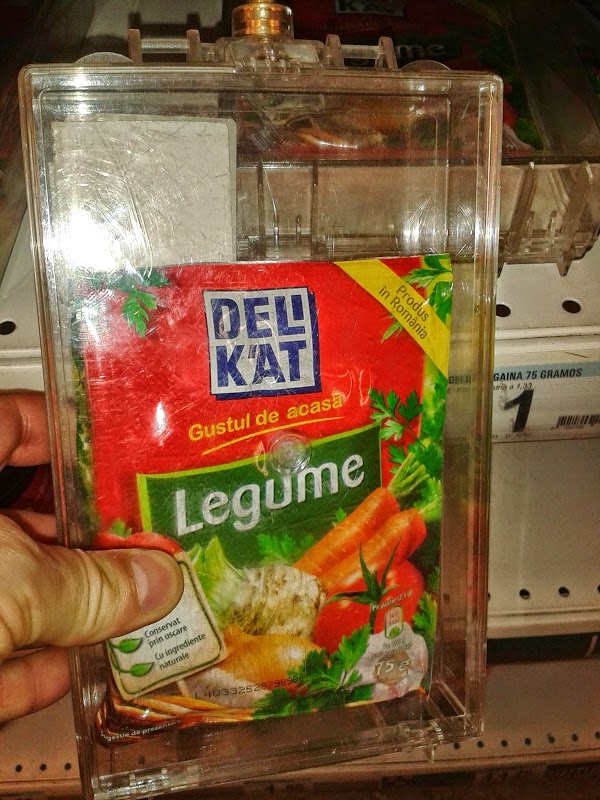 DELI
K'AT
Produs
în România
Gustul de acasă
Legume
Conservat
prin uscare
Cu ingrediente
naturale
75 g
GAINA 75 GRAMOS
1